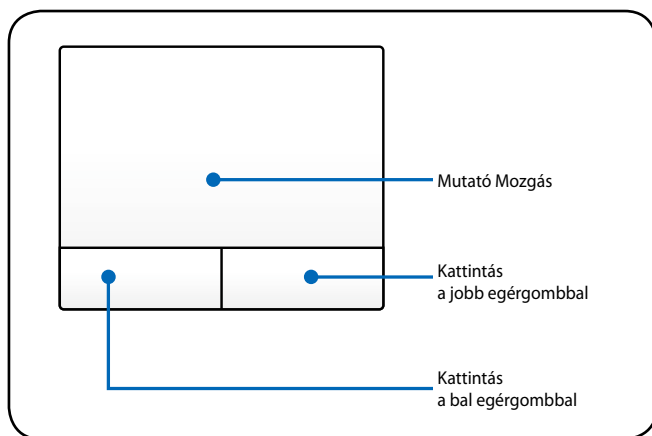 Mutató Mozgás
Kattintás
a jobb egérgombbal
Kattintás
a bal egérgombbal